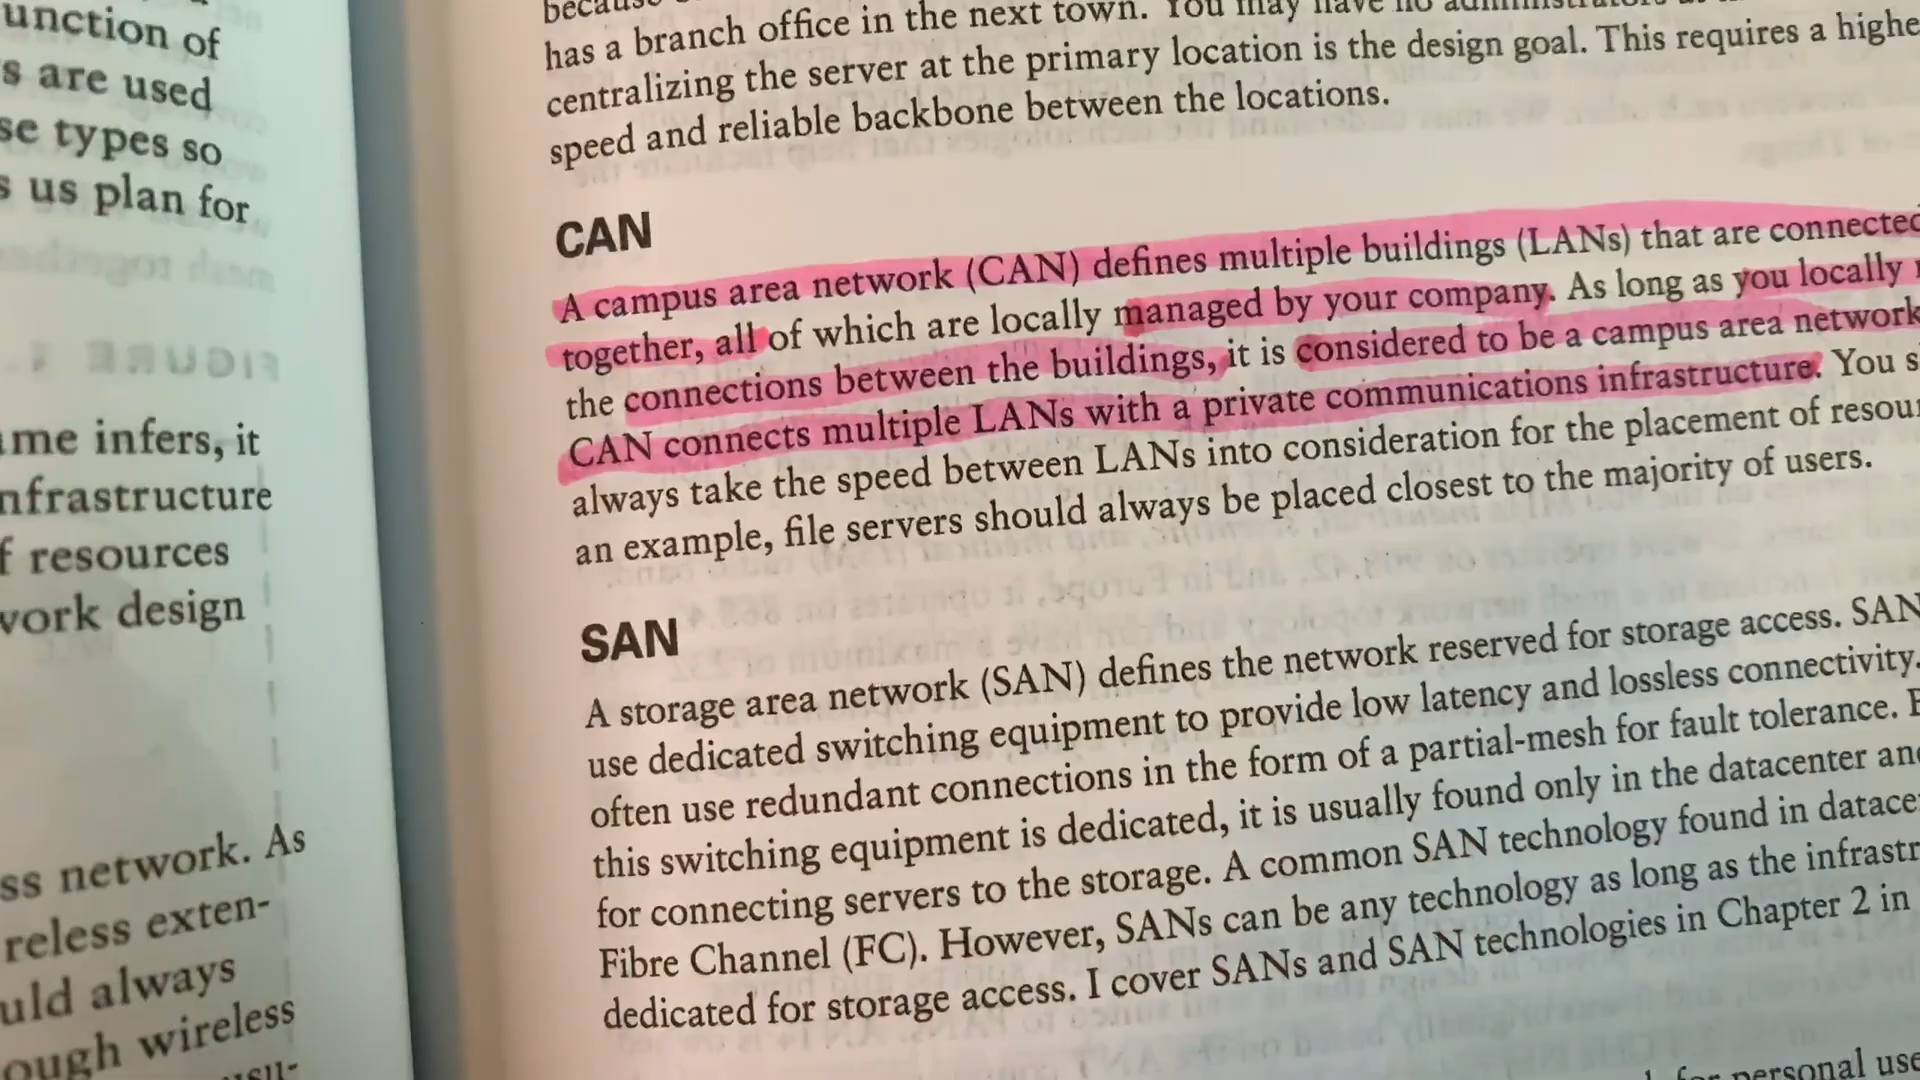 unction of
s are used
se types so
s us plan for
me infers, it
nfrastructure
f resources
work design
ss network. As
reless exten-
uld always
ough wireless
because
has a branch office in the next town. You may have no
centralizing the server at the primary location is the design goal. This requires a highe
speed and reliable backbone between the locations.
CAN
A campus area network (CAN) defines multiple buildings (LANs) that are connected
together, all of which are locally managed by your company. As long as you locally
the connections between the buildings, it is considered to be a campus area network
CAN connects multiple LANs with a private communications infrastructure. You s
always take the speed between LANs into consideration for the placement of resour
an example, file servers should always be placed closest to the majority of users.
SAN
A storage area network (SAN) defines the network reserved for storage access. SAN
use dedicated switching equipment to provide low latency and lossless connectivity.
often use redundant connections in the form of a partial-mesh for fault tolerance. B
this switching equipment is dedicated, it is usually found only in the datacenter and
for connecting servers to the storage. A common SAN technology found in datace
Fibre Channel (FC). However, SANs can be any technology as long as the infrastr
dedicated for storage access. I cover SANs and SAN technologies in Chapter 2 in
for personal use